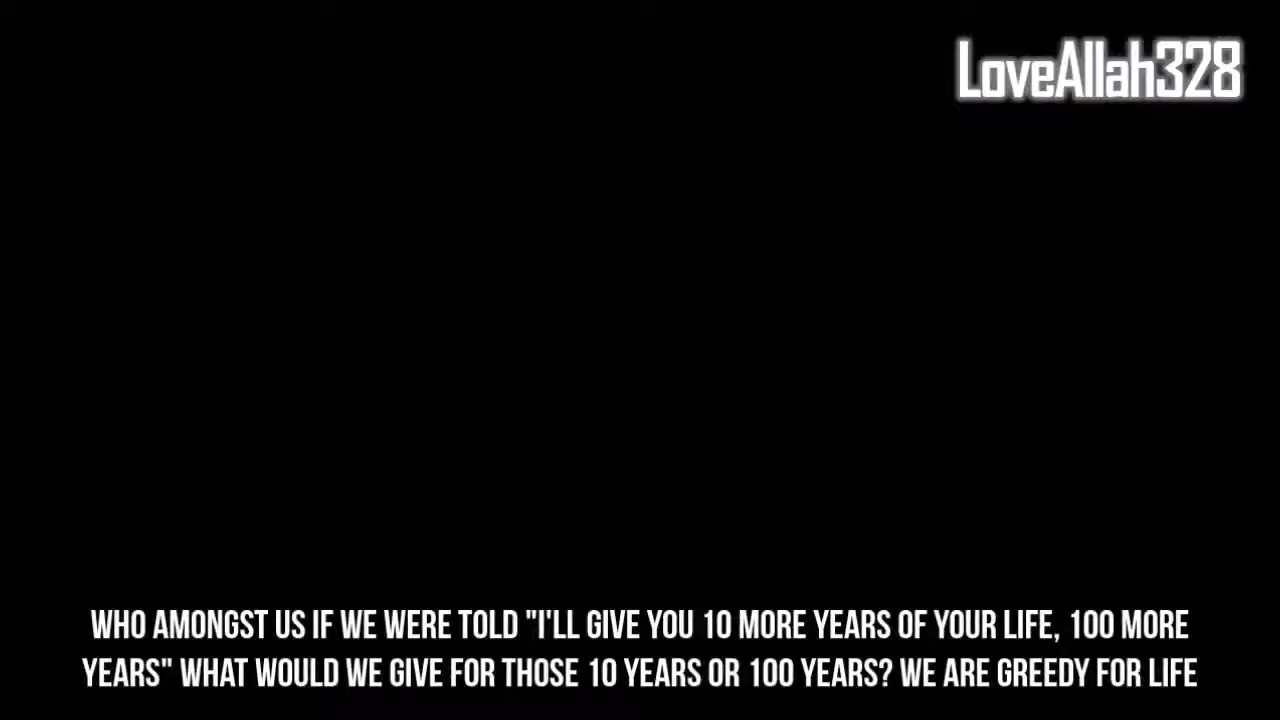 LoveAllah328
WHO AMONGST US IF WE WERE TOLD "I'LL GIVE YOU 10 MORE YEARS OF YOUR LIFE, 100 MORE
YEARS" WHAT WOULD WE GIVE FOR THOSE 10 YEARS OR 100 YEARS? WE ARE GREEDY FOR LIFE